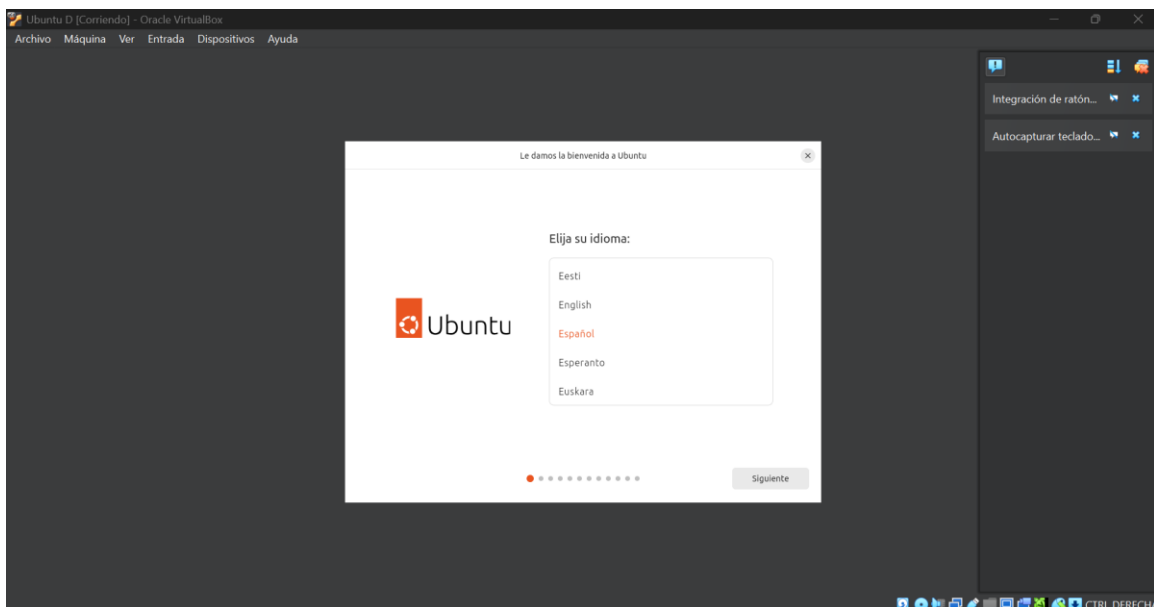 Ubuntu D [Corriendo] - Oracle VirtualBox
Archivo Máquina Ver Entrada Dispositivos Ayuda
Integración de ratón...
Autocapturar teclado...
Le damos la bienvenida a Ubuntu
Elija su idioma:
Eesti
English
Español
Esperanto
Euskara
Ubuntu
Siguiente
CTRL DERECHA